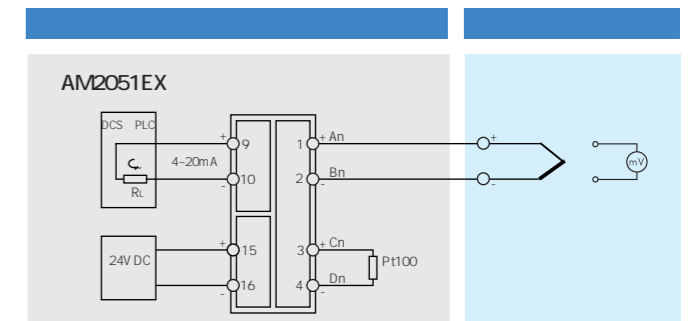 AM2051EX
DCS PLC
+ 9
4~20mA
- 10
RL
24V DC
+ 15
- 16
1 + An
2 - Bn
3 + Cn
4 - Dn
Pt100
+
-
mV